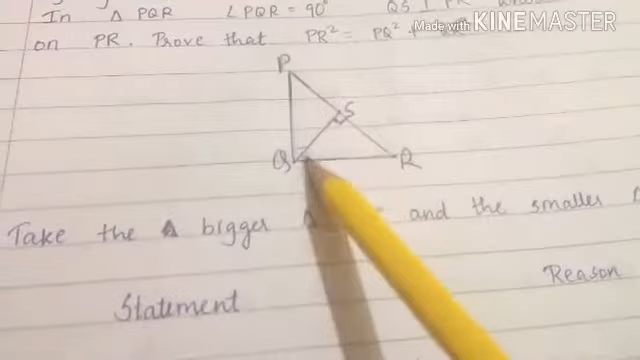 In Δ PQR ∠PQR = 90° QS ⊥ PR
on PR. Prove that PR² = PQ² +
Made with KINEMASTER
P
S
Q
R
Take the Δ bigger Δ and the smaller Δ
Statement
Reason